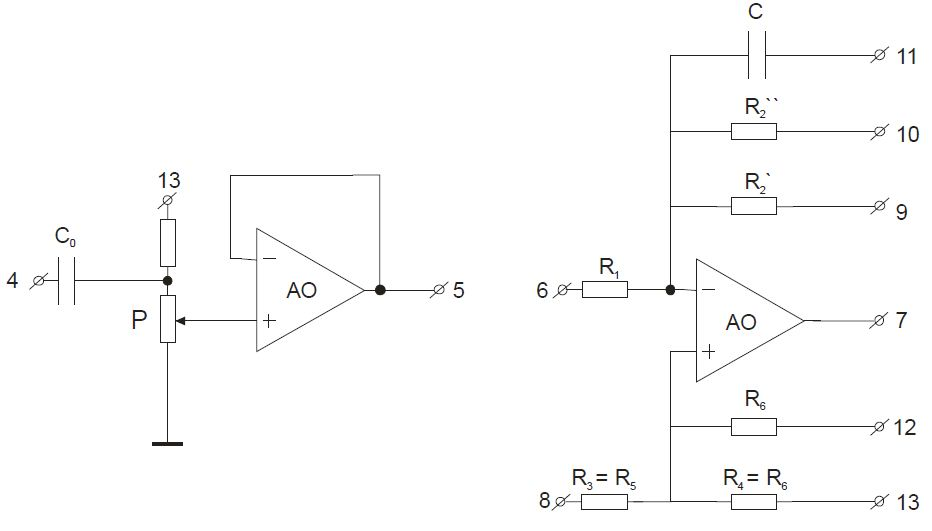 C
11
R2``
10
R2`
9
13
C0
4
P
AO
5
−
+
6
R1
−
+
AO
7
R6
12
8
R3 = R5
R4 = R6
13